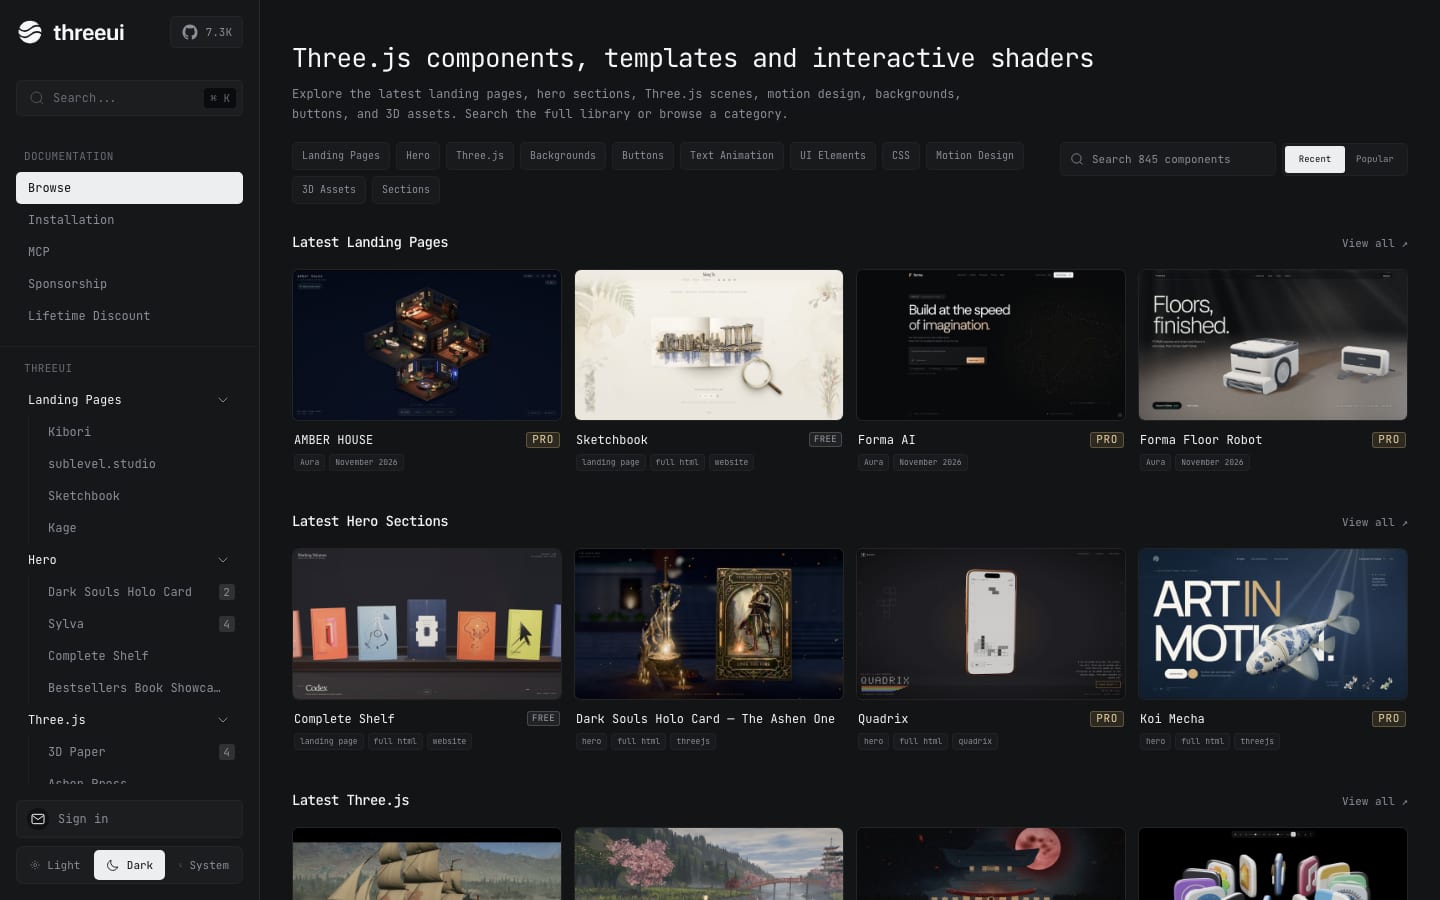 threeui
7.3K
Search...
⌘ K
DOCUMENTATION
Browse
Installation
MCP
Sponsorship
Lifetime Discount
THREEUI
Landing Pages
Kibori
sublevel.studio
Sketchbook
Kage
Hero
Dark Souls Holo Card 2
Sylva 4
Complete Shelf
Bestsellers Book Showca…
Three.js
3D Paper 4
Ashen Press
Sign in
Light
Dark
System
Three.js components, templates and interactive shaders
Explore the latest landing pages, hero sections, Three.js scenes, motion design, backgrounds,
buttons, and 3D assets. Search the full library or browse a category.
Landing Pages
Hero
Three.js
Backgrounds
Buttons
Text Animation
UI Elements
CSS
Motion Design
3D Assets
Sections
Search 845 components
Recent
Popular
Latest Landing Pages
View all ↗
AMBER HOUSE
Build at the speed
of imagination.
Floors,
finished.
AMBER HOUSE PRO
Aura November 2026
Sketchbook FREE
landing page full html website
Forma AI PRO
Aura November 2026
Forma Floor Robot PRO
Aura November 2026
Latest Hero Sections
View all ↗
Codex
QUADRIX
ART IN
MOTION.
Complete Shelf FREE
landing page full html website
Dark Souls Holo Card — The Ashen One
hero full html threejs
Quadrix PRO
hero full html quadrix
Koi Mecha PRO
hero full html threejs
Latest Three.js
View all ↗